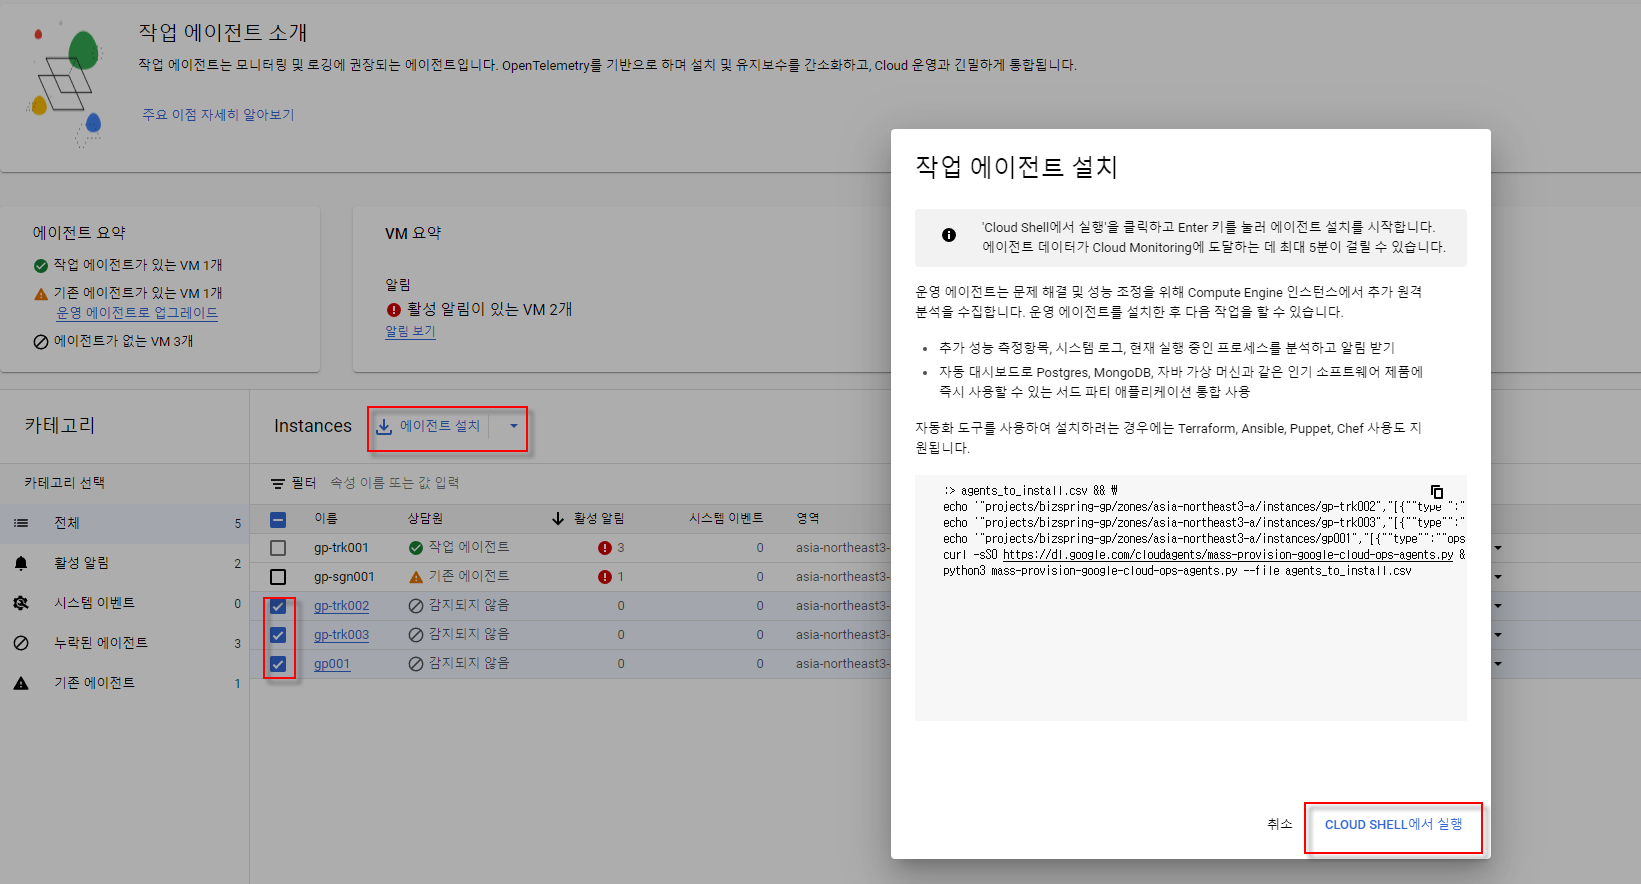 작업 에이전트 소개
작업 에이전트는 모니터링 및 로깅에 권장되는 에이전트입니다. OpenTelemetry를 기반으로 하며 설치 및 유지보수를 간소화하고, Cloud 운영과 긴밀하게 통합됩니다.
주요 이점 자세히 알아보기
에이전트 요약
작업 에이전트가 있는 VM 1개
기존 에이전트가 있는 VM 1개
운영 에이전트로 업그레이드
에이전트가 없는 VM 3개
VM 요약
알림
활성 알림이 있는 VM 2개
알림 보기
카테고리
카테고리 선택
전체 5
활성 알림 2
시스템 이벤트 0
누락된 에이전트 3
기존 에이전트 1
Instances 에이전트 설치
필터 속성 이름 또는 값 입력
이름 상담원 활성 알림 시스템 이벤트 영역
gp-trk001 작업 에이전트 3 0 asia-northeast3-
gp-sgn001 기존 에이전트 1 0 asia-northeast3-
gp-trk002 감지되지 않음 0 0 asia-northeast3-
gp-trk003 감지되지 않음 0 0 asia-northeast3-
gp001 감지되지 않음 0 0 asia-northeast3-
작업 에이전트 설치
'Cloud Shell에서 실행'을 클릭하고 Enter 키를 눌러 에이전트 설치를 시작합니다.
에이전트 데이터가 Cloud Monitoring에 도달하는 데 최대 5분이 걸릴 수 있습니다.
운영 에이전트는 문제 해결 및 성능 조정을 위해 Compute Engine 인스턴스에서 추가 원격
분석을 수집합니다. 운영 에이전트를 설치한 후 다음 작업을 할 수 있습니다.
• 추가 성능 측정항목, 시스템 로그, 현재 실행 중인 프로세스를 분석하고 알림 받기
• 자동 대시보드로 Postgres, MongoDB, 자바 가상 머신과 같은 인기 소프트웨어 제품에
즉시 사용할 수 있는 서드 파티 애플리케이션 통합 사용
자동화 도구를 사용하여 설치하려는 경우에는 Terraform, Ansible, Puppet, Chef 사용도 지
원됩니다.
:> agents_to_install.csv && ₩
echo '"projects/bizspring-gp/zones/asia-northeast3-a/instances/gp-trk002","[{""type"":"
echo '"projects/bizspring-gp/zones/asia-northeast3-a/instances/gp-trk003","[{""type"":"
echo '"projects/bizspring-gp/zones/asia-northeast3-a/instances/gp001","[{""type"":""ops
curl -sSO https://dl.google.com/cloudagents/mass-provision-google-cloud-ops-agents.py &
python3 mass-provision-google-cloud-ops-agents.py --file agents_to_install.csv
취소 CLOUD SHELL에서 실행